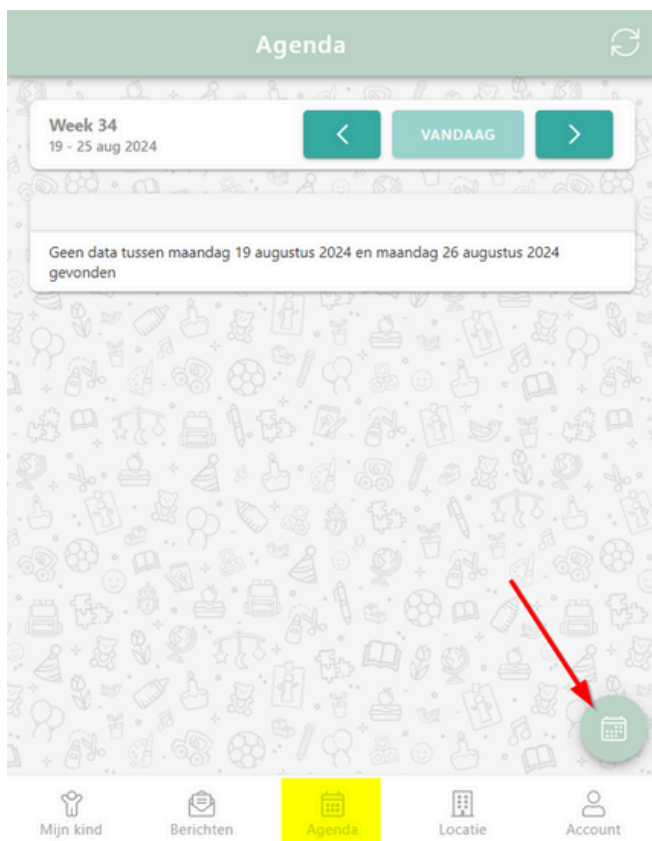 Agenda
Week 34
19 - 25 aug 2024
VANDAAG
Geen data tussen maandag 19 augustus 2024 en maandag 26 augustus 2024
gevonden
Mijn kind
Berichten
Agenda
Locatie
Account